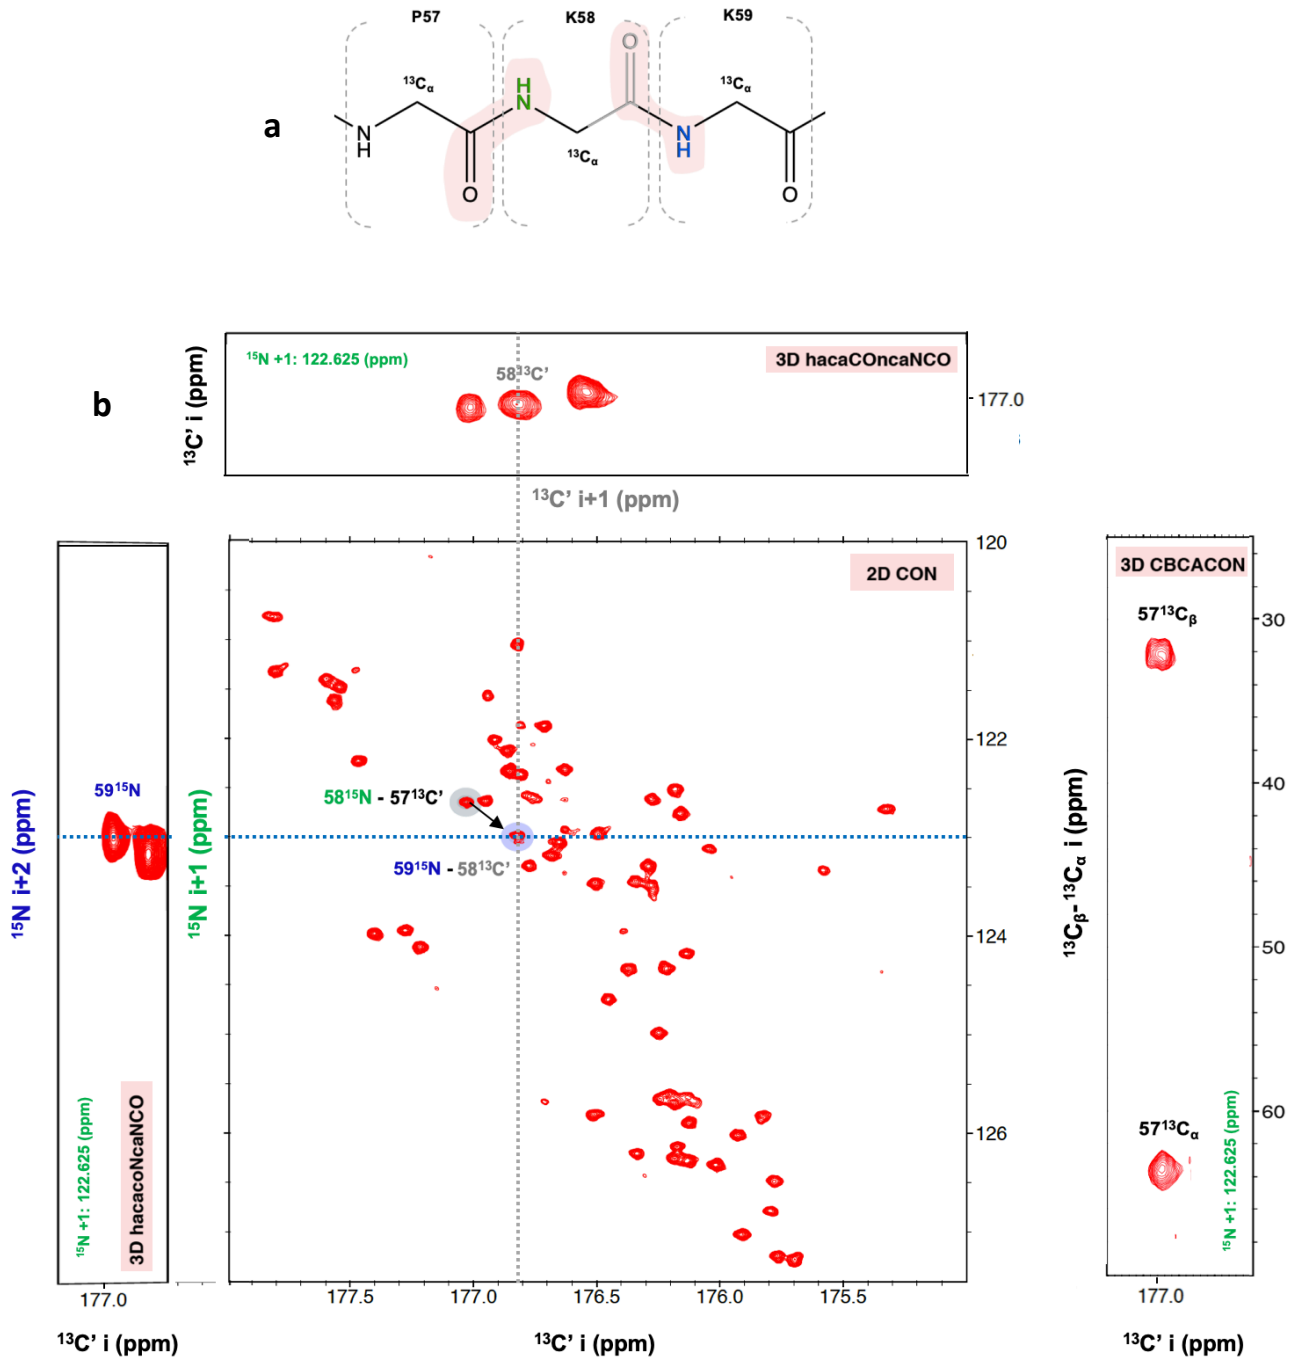 P57 K58 K59
a
¹³Cα
H
N
O
¹³Cα
N
H
O
¹³Cα
N
H
O
b
¹³C' i (ppm)
¹⁵N +1: 122.625 (ppm)
58¹³C'
3D hacaCOncaNCO
177.0
¹³C' i+1 (ppm)
¹⁵N i+2 (ppm)
59¹⁵N
¹⁵N +1: 122.625 (ppm)
3D hacacoNcaNCO
177.0
¹³C' i (ppm)
¹⁵N i+1 (ppm)
2D CON
58¹⁵N - 57¹³C'
59¹⁵N - 58¹³C'
120
122
124
126
177.5 177.0 176.5 176.0 175.5
¹³C' i (ppm)
¹³Cβ- ¹³Cα i (ppm)
3D CBCACON
57¹³Cβ
57¹³Cα
¹⁵N +1: 122.625 (ppm)
30
40
50
60
177.0
¹³C' i (ppm)